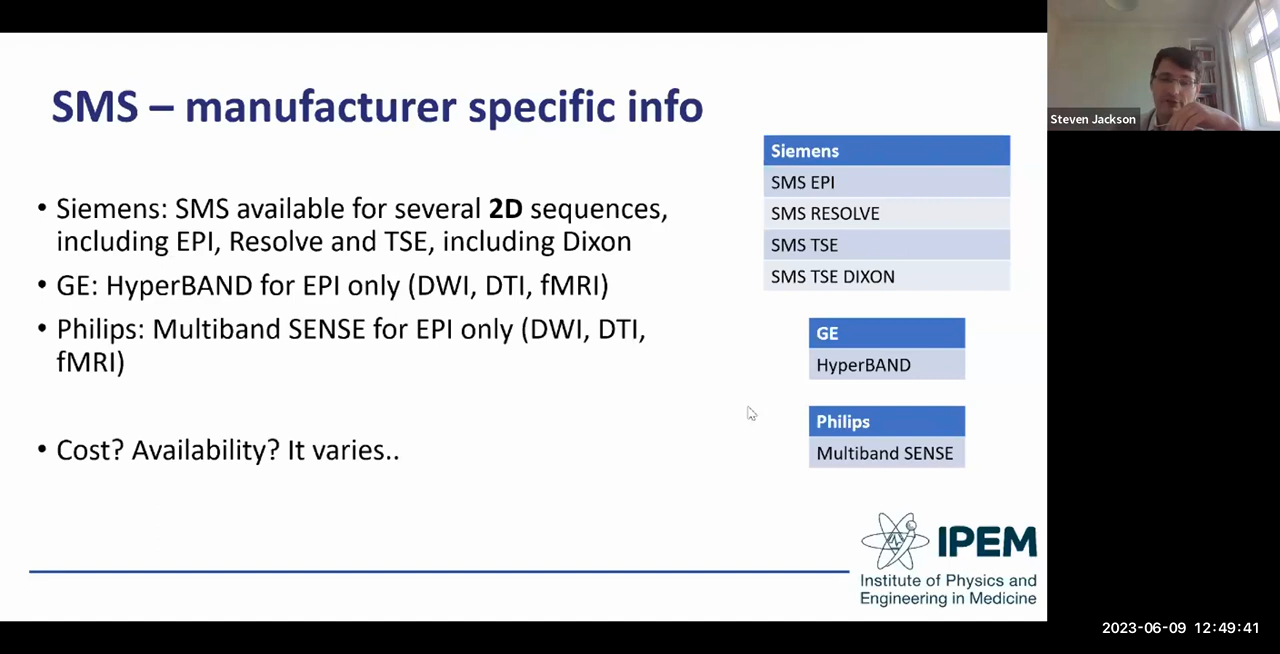 SMS – manufacturer specific info
• Siemens: SMS available for several 2D sequences,
including EPI, Resolve and TSE, including Dixon
• GE: HyperBAND for EPI only (DWI, DTI, fMRI)
• Philips: Multiband SENSE for EPI only (DWI, DTI,
fMRI)
• Cost? Availability? It varies..
Siemens
SMS EPI
SMS RESOLVE
SMS TSE
SMS TSE DIXON
GE
HyperBAND
Philips
Multiband SENSE
IPEM
Institute of Physics and
Engineering in Medicine
Steven Jackson
2023-06-09 12:49:41